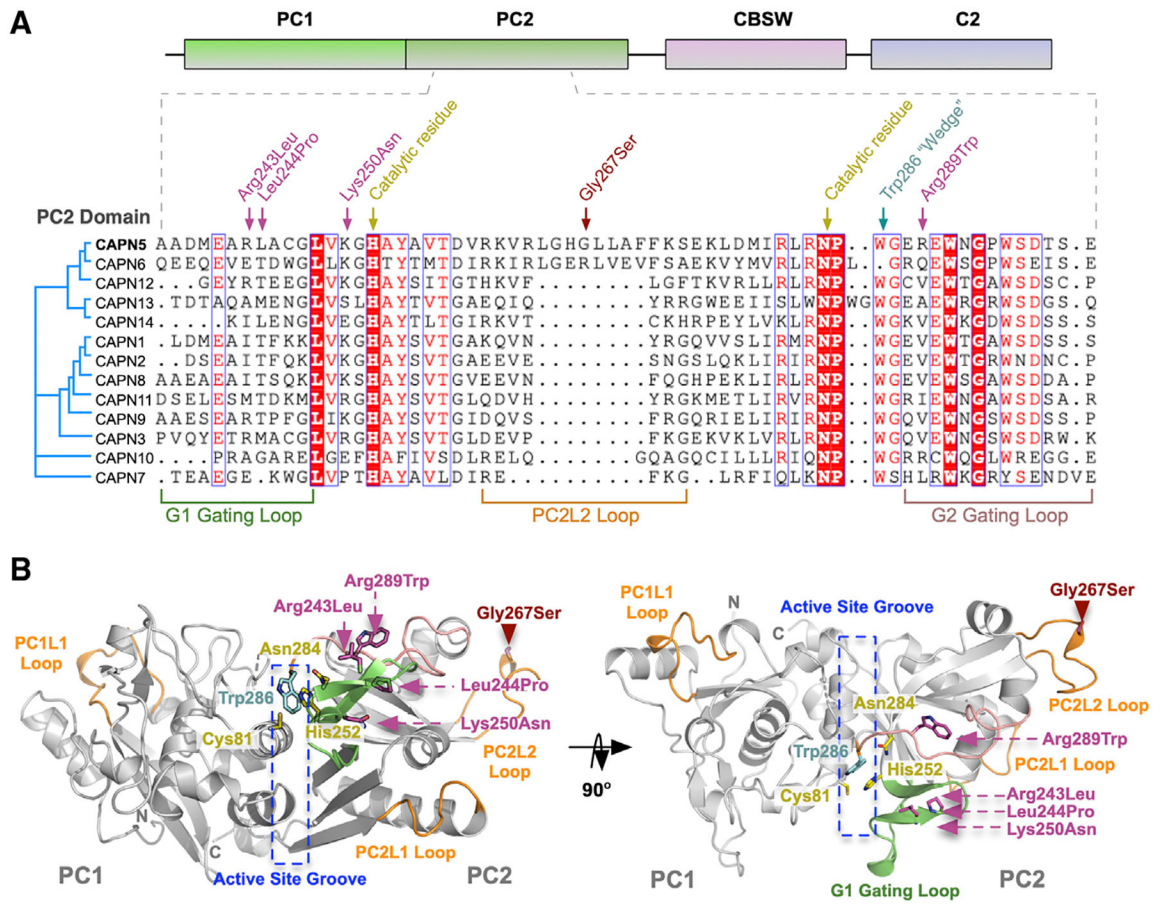 A
PC1 PC2 CBSW C2
Arg243Leu
Leu244Pro
Lys250Asn
Catalytic residue
Gly267Ser
Catalytic residue
Trp286 "Wedge"
Arg289Trp
PC2 Domain
CAPN5 AADMEARLACGLVKGHAYAVTDVRKVRLGHGLLAFFKSEKLDMIRLRNP..WGEREWNGPWSDTS.E
CAPN6 QEEQEVETDWGLLKGHTYTMTDIRKIRLGERLVEVFSAEKVYMVRLRNPL..GRQEWSGPWSEIS.E
CAPN12 ...GEYRTEEGLVKGHAYTVTGTHKVF........LGFTKVRLLRLRNP..WGCVEWTGAWSDSC.P
CAPN13 .TDTAQAMENGLVSLHAYTVTGAEQI.........YRRGWEEIISLWNPWGWGEAEWRGRWSDGS.Q
CAPN14 .....KILENGLVEGHAYTLTGIRKVT........CKHRPEYLVKLRNP..WGKVEWKGDWSDSS.S
CAPN1 .LDMEAITFKKLVKGHAYSVTGAKQVN........YRGQVVSLIRMRNP..WGEVEWTGAWSDSS.S
CAPN2 ..DSEAITFQKLVKGHAYSVTGAEEVE........SNGSLQKLIRIRNP..WGEVEWTGRWNDNC.P
CAPN8 AAEAEAITSQKLVKSHAYSVTGVEEVN........FQGHPEKLIRLRNP..WGEVEWSGAWSDDA.P
CAPN11 DSELESMTDKMLVRGHAYSVTGLQDVH........YRGKMETLIRVRNP..WGRIEWNGAWSDSA.R
CAPN9 AAESEARTPFGLIKGHAYSVTGIDQVS........FRGQRIELIRIRNP..WGQVEWNGSWSDSS.P
CAPN3 PVQYETRMACGLVRGHAYSVTGLDEVP........FKGEKVKLVRLRNP..WGQVEWNGSWSDRW.K
CAPN10 ....PRAGARELGEFHAFIVSDLRELQ........GQAGQCILLLRIQNP..WGRRCWQGLWREGG.E
CAPN7 .TEAEGE.KWGLVPTHAYAVLDIRE..........FKG..LRFIQLKNP..WSHLRWKGRYSENDVE
G1 Gating Loop PC2L2 Loop G2 Gating Loop
B
Arg289Trp
Arg243Leu
Gly267Ser
PC1L1
Loop
Asn284
Trp286
Leu244Pro
Lys250Asn
Cys81
His252
PC2L2
Loop
N
C
PC2L1 Loop
PC1
Active Site Groove
PC2
90º
PC1L1
Loop
N
Active Site Groove
C
Gly267Ser
Asn284
PC2L2 Loop
Trp286
Arg289Trp
His252
PC2L1 Loop
Cys81
Arg243Leu
Leu244Pro
Lys250Asn
PC1
G1 Gating Loop
PC2